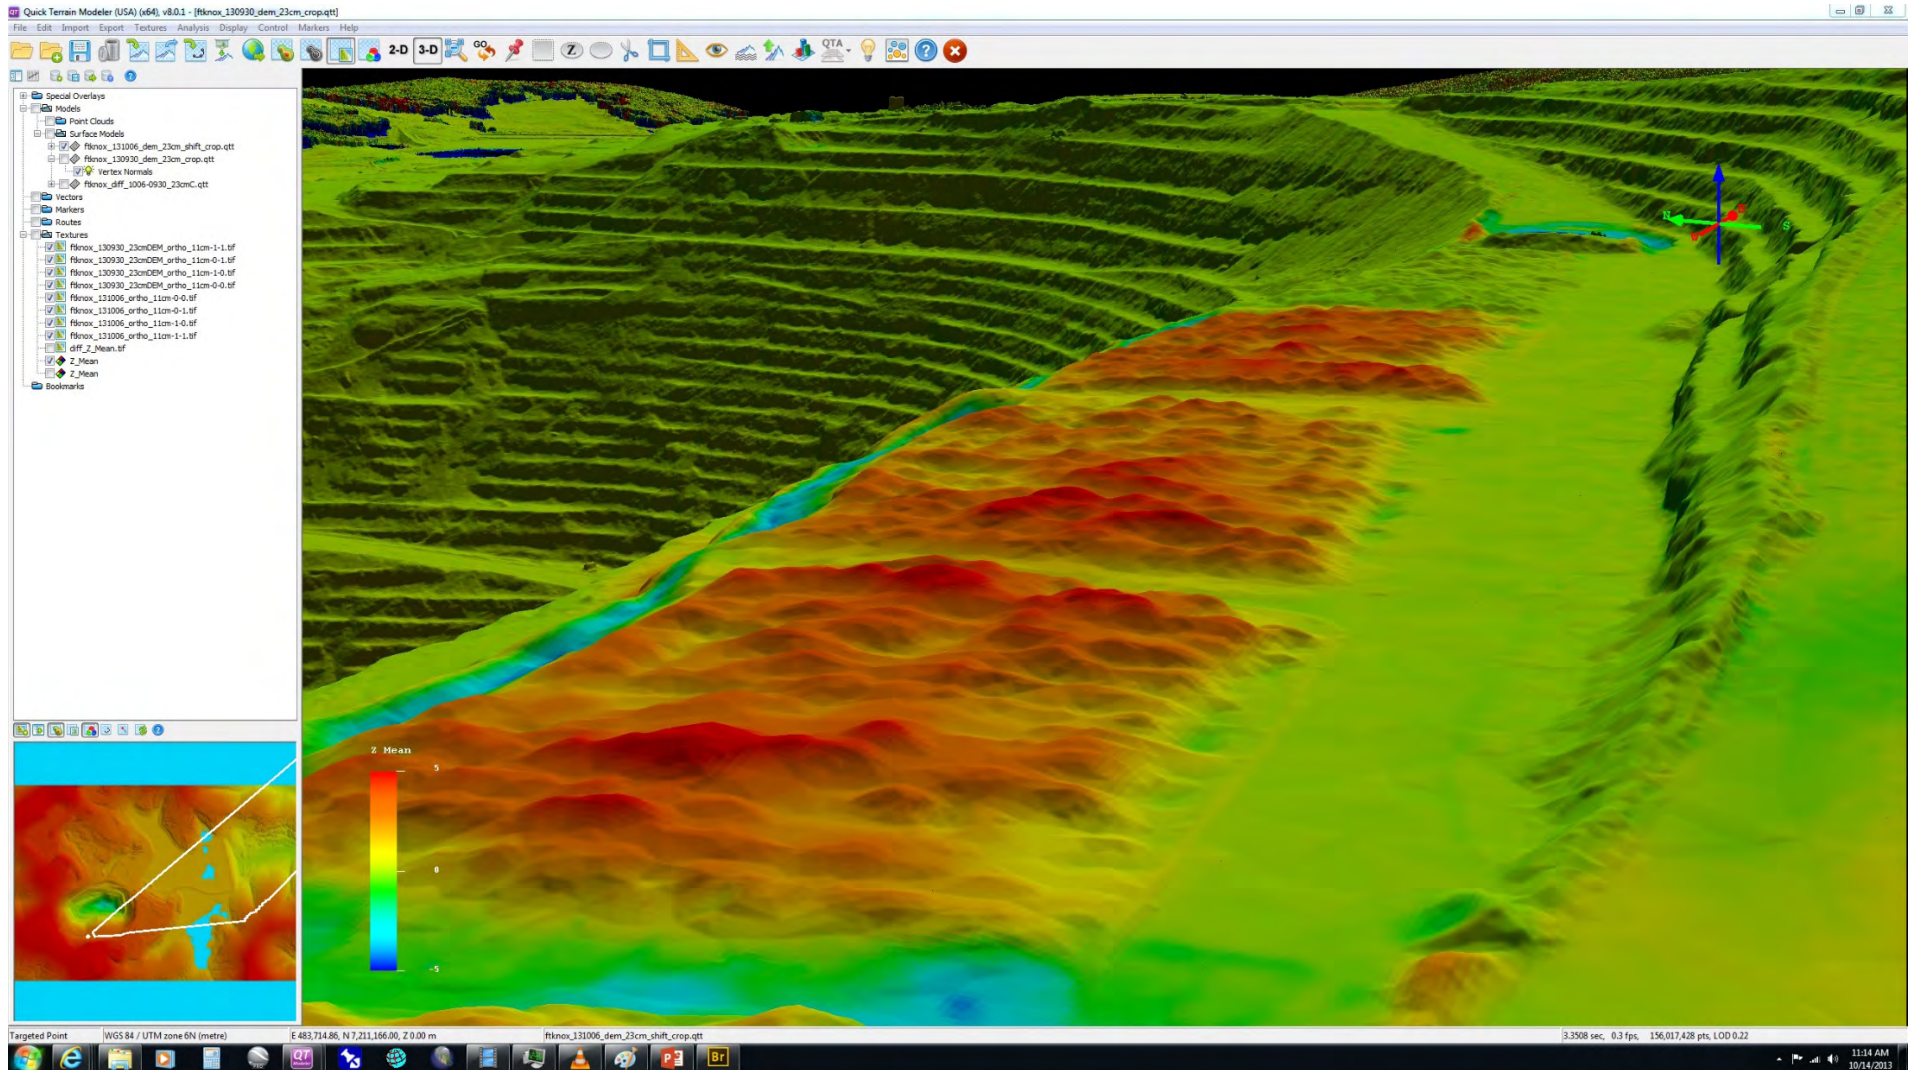 Quick Terrain Modeler (USA) (x64), v8.0.1 - [ftknox_130930_dem_23cm_crop.qtt]
File Edit Import Export Textures Analysis Display Control Markers Help
GO Z 2-D 3-D QTA
Special Overlays
Models
Point Clouds
Surface Models
ftknox_131006_dem_23cm_shift_crop.qtt
ftknox_130930_dem_23cm_crop.qtt
Vertex Normals
ftknox_diff_1006-0930_23cmC.qtt
Vectors
Markers
Routes
Textures
ftknox_130930_23cmDEM_ortho_11cm-1-1.tif
ftknox_130930_23cmDEM_ortho_11cm-0-1.tif
ftknox_130930_23cmDEM_ortho_11cm-1-0.tif
ftknox_130930_23cmDEM_ortho_11cm-0-0.tif
ftknox_131006_ortho_11cm-0-0.tif
ftknox_131006_ortho_11cm-0-1.tif
ftknox_131006_ortho_11cm-1-0.tif
ftknox_131006_ortho_11cm-1-1.tif
diff_Z_Mean.tif
Z_Mean
Z_Mean
Bookmarks
N S
Z Mean
5
0
-5
Targeted Point WGS 84 / UTM zone 6N (metre) E 483,714.86, N 7,211,166.00, Z 0.00 m ftknox_131006_dem_23cm_shift_crop.qtt 3.3508 sec, 0.3 fps, 156,017,428 pts, LOD 0.22
QT Br 11:14 AM
10/14/2013